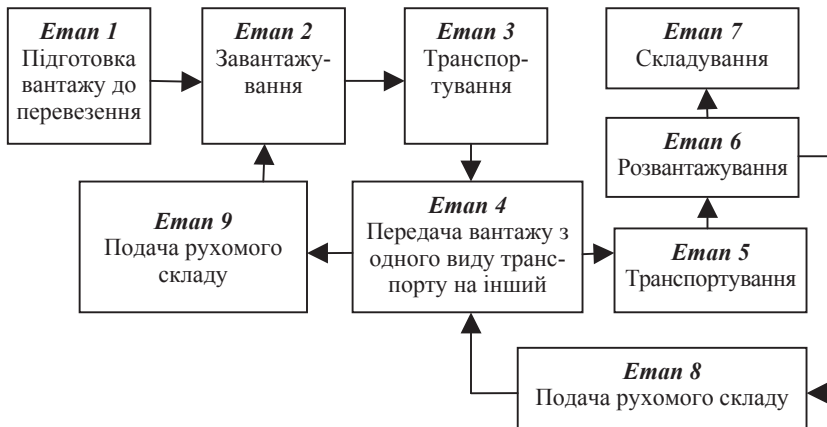 Етап 1
Підготовка
вантажу до
перевезення
Етап 2
Завантажу-
вання
Етап 3
Транспор-
тування
Етап 7
Складування
Етап 6
Розвантажування
Етап 9
Подача рухомого
складу
Етап 4
Передача вантажу з
одного виду транс-
порту на інший
Етап 5
Транспортування
Етап 8
Подача рухомого складу